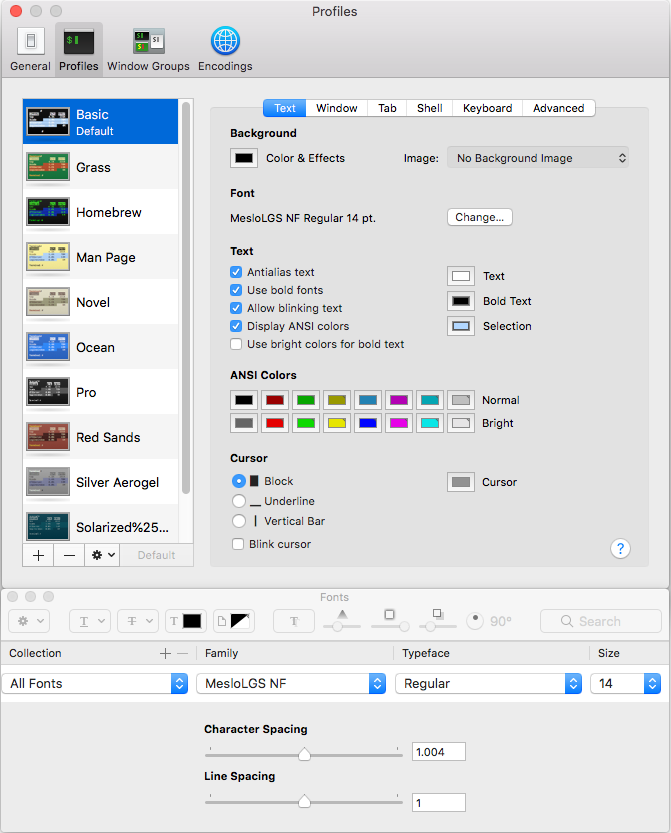 Profiles
General Profiles Window Groups Encodings
Basic
Default
Grass
Homebrew
Man Page
Novel
Ocean
Pro
Red Sands
Silver Aerogel
Solarized%25...
Default
Text Window Tab Shell Keyboard Advanced
Background
Color & Effects Image: No Background Image
Font
MesloLGS NF Regular 14 pt. Change...
Text
Antialias text Text
Use bold fonts Bold Text
Allow blinking text
Display ANSI colors Selection
Use bright colors for bold text
ANSI Colors
Normal
Bright
Cursor
Block Cursor
Underline
Vertical Bar
Blink cursor
?
Fonts
T T T T 90° Search
Collection + − Family Typeface Size
All Fonts MesloLGS NF Regular 14
Character Spacing
1.004
Line Spacing
1